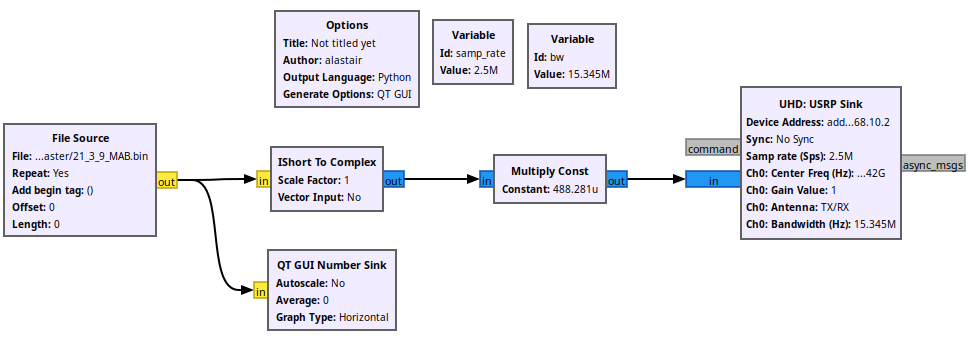 Options
Title: Not titled yet
Author: alastair
Output Language: Python
Generate Options: QT GUI
Variable
Id: samp_rate
Value: 2.5M
Variable
Id: bw
Value: 15.345M
File Source
File: ...aster/21_3_9_MAB.bin
Repeat: Yes
Add begin tag: ()
Offset: 0
Length: 0
out
in
IShort To Complex
Scale Factor: 1
Vector Input: No
out
in
Multiply Const
Constant: 488.281u
out
command
in
UHD: USRP Sink
Device Address: add...68.10.2
Sync: No Sync
Samp rate (Sps): 2.5M
Ch0: Center Freq (Hz): ...42G
Ch0: Gain Value: 1
Ch0: Antenna: TX/RX
Ch0: Bandwidth (Hz): 15.345M
async_msgs
in
QT GUI Number Sink
Autoscale: No
Average: 0
Graph Type: Horizontal